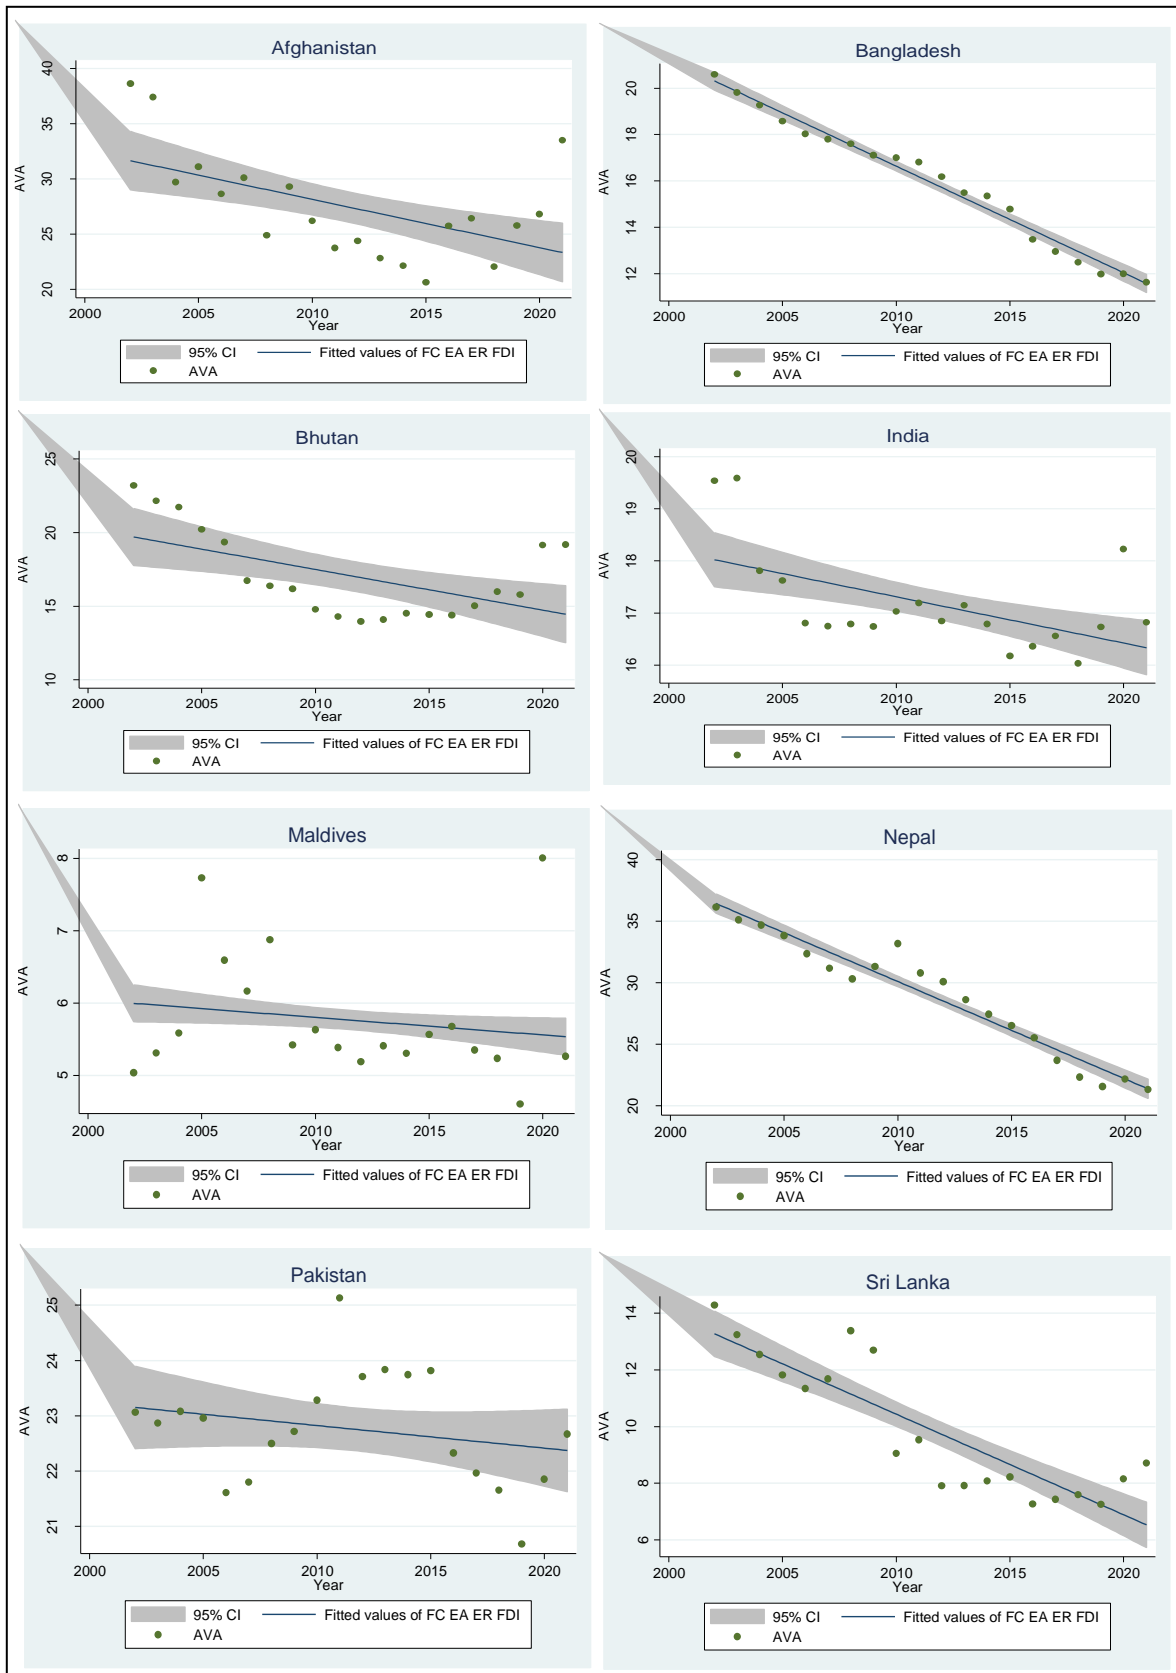 Afghanistan
AVA
40
35
30
25
20
2000 2005 2010 2015 2020
Year
95% CI Fitted values of FC EA ER FDI
AVA
Bangladesh
AVA
20
18
16
14
12
2000 2005 2010 2015 2020
Year
95% CI Fitted values of FC EA ER FDI
AVA
Bhutan
AVA
25
20
15
10
2000 2005 2010 2015 2020
Year
95% CI Fitted values of FC EA ER FDI
AVA
India
AVA
20
19
18
17
16
2000 2005 2010 2015 2020
Year
95% CI Fitted values of FC EA ER FDI
AVA
Maldives
AVA
8
7
6
5
2000 2005 2010 2015 2020
Year
95% CI Fitted values of FC EA ER FDI
AVA
Nepal
AVA
40
35
30
25
20
2000 2005 2010 2015 2020
Year
95% CI Fitted values of FC EA ER FDI
AVA
Pakistan
AVA
25
24
23
22
21
2000 2005 2010 2015 2020
Year
95% CI Fitted values of FC EA ER FDI
AVA
Sri Lanka
AVA
14
12
10
8
6
2000 2005 2010 2015 2020
Year
95% CI Fitted values of FC EA ER FDI
AVA